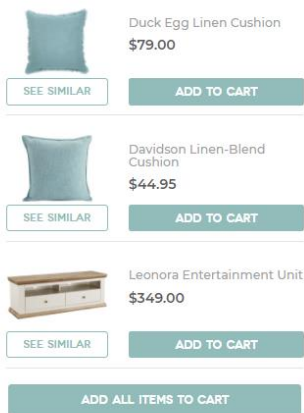 Duck Egg Linen Cushion
$79.00
SEE SIMILAR
ADD TO CART
Davidson Linen-Blend
Cushion
$44.95
SEE SIMILAR
ADD TO CART
Leonora Entertainment Unit
$349.00
SEE SIMILAR
ADD TO CART
ADD ALL ITEMS TO CART